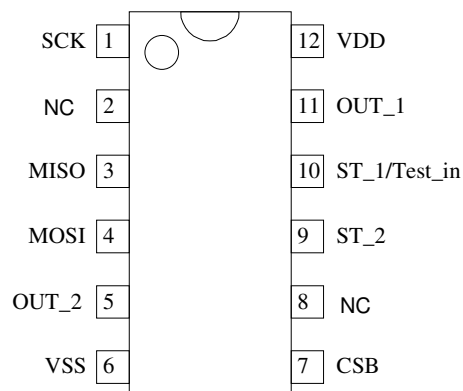 SCK 1 12 VDD
NC 2 11 OUT_1
MISO 3 10 ST_1/Test_in
MOSI 4 9 ST_2
OUT_2 5 8 NC
VSS 6 7 CSB